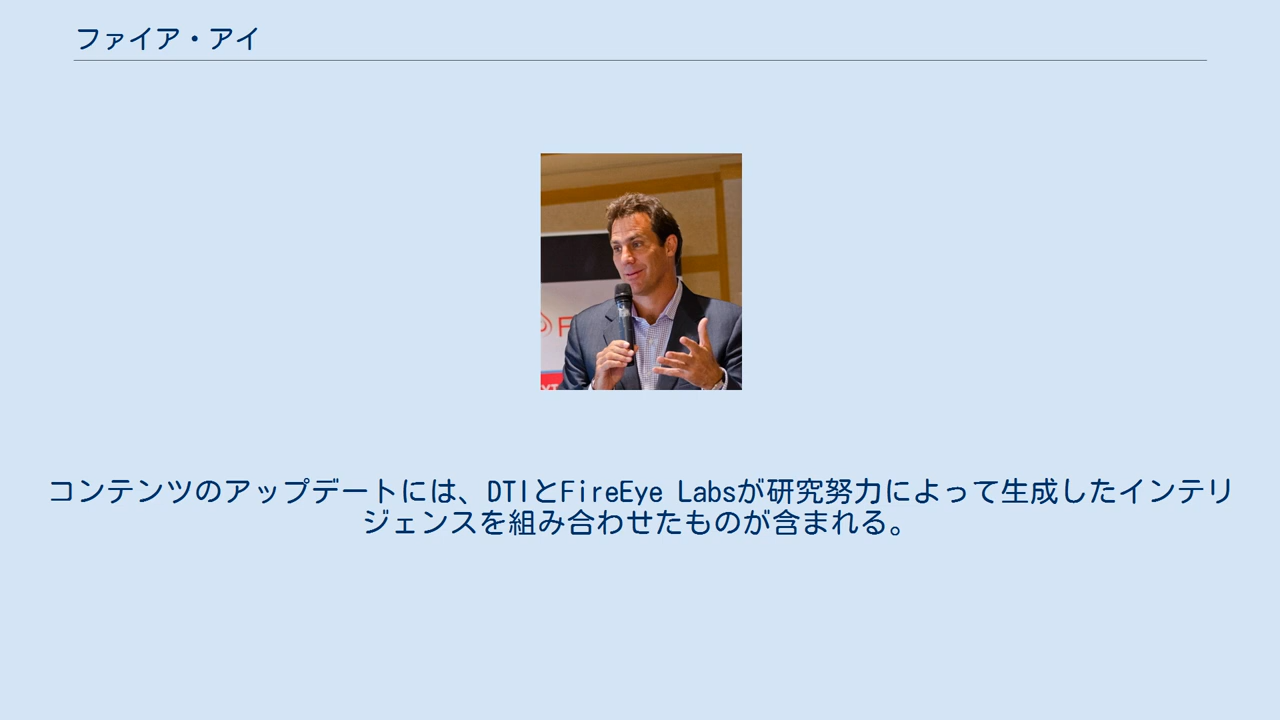 ファイア・アイ
F
コンテンツのアップデートには、DTIとFireEye Labsが研究努力によって生成したインテリ
ジェンスを組み合わせたものが含まれる。